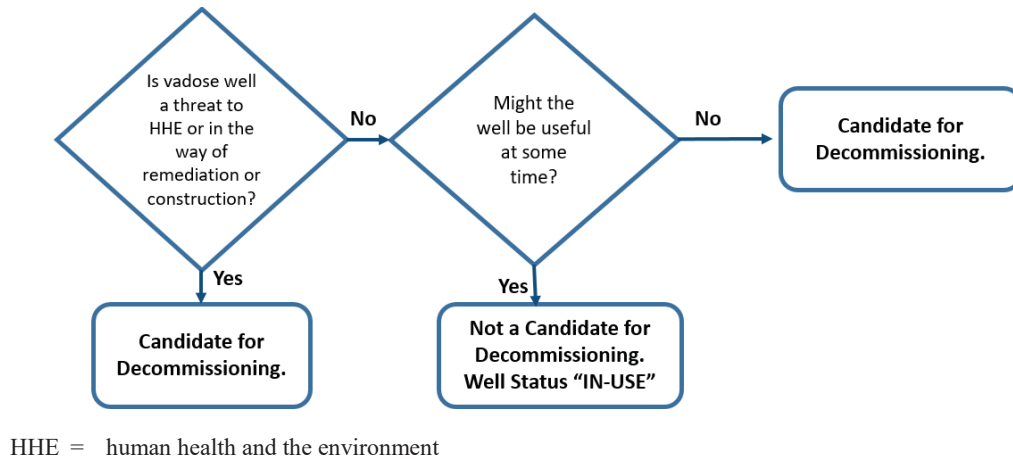 Is vadose well
a threat to
HHE or in the
way of
remediation or
construction?
No
Might the
well be useful
at some
time?
No
Candidate for
Decommissioning.
Yes
Candidate for
Decommissioning.
Yes
Not a Candidate for
Decommissioning.
Well Status “IN-USE”
HHE = human health and the environment